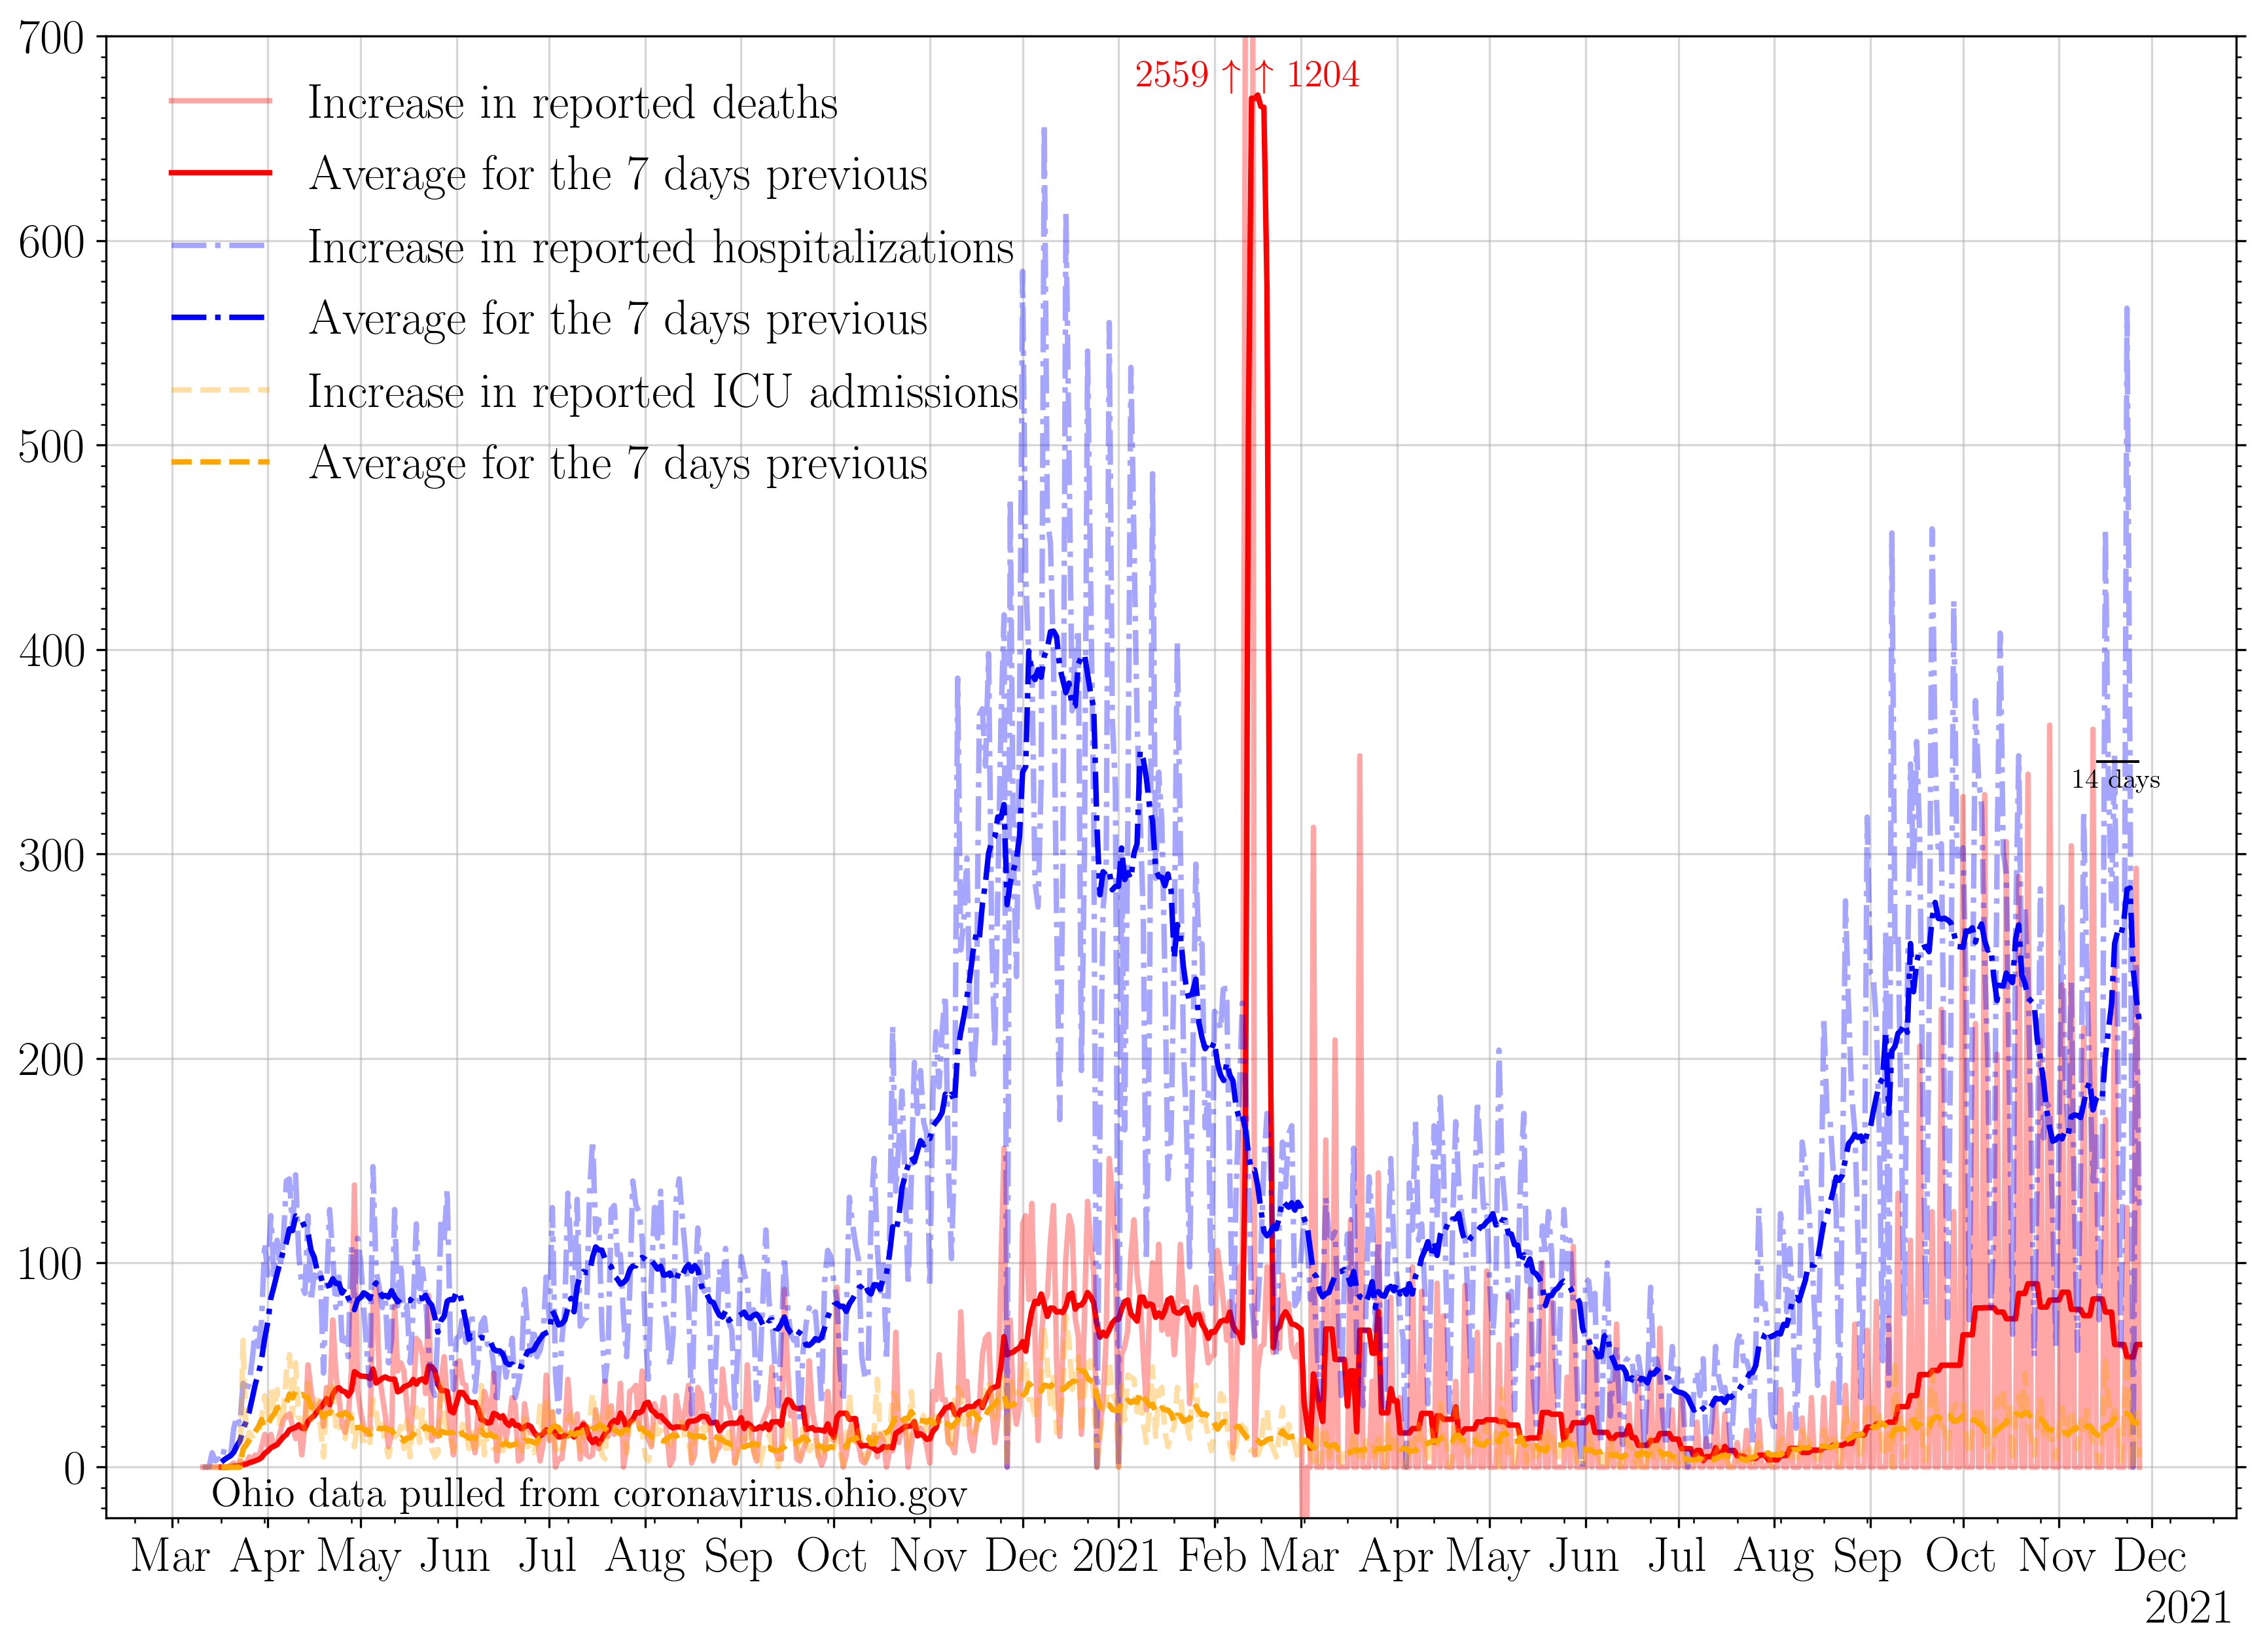 700
600
500
400
300
200
100
0
2559 ↑ ↑ 1204
Increase in reported deaths
Average for the 7 days previous
Increase in reported hospitalizations
Average for the 7 days previous
Increase in reported ICU admissions
Average for the 7 days previous
14 days
Ohio data pulled from coronavirus.ohio.gov
Mar Apr May Jun Jul Aug Sep Oct Nov Dec 2021 Feb Mar Apr May Jun Jul Aug Sep Oct Nov Dec
2021